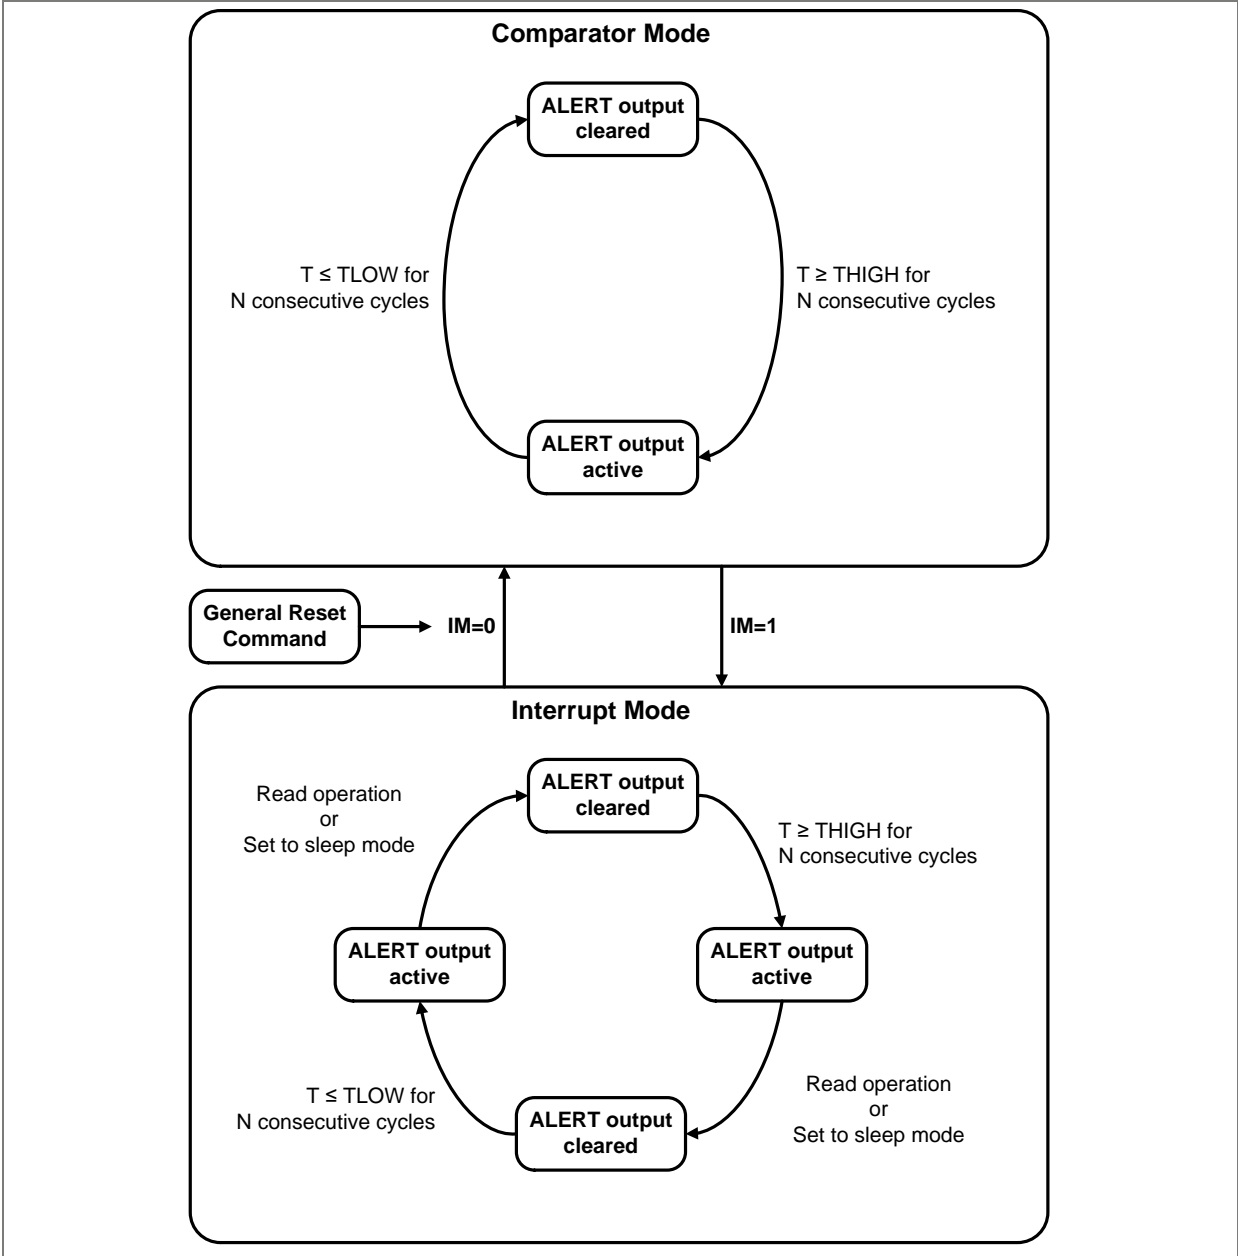 Comparator Mode
ALERT output
cleared
T ≤ TLOW for
N consecutive cycles
T ≥ THIGH for
N consecutive cycles
ALERT output
active
General Reset
Command
IM=0
IM=1
Interrupt Mode
ALERT output
cleared
Read operation
or
Set to sleep mode
T ≥ THIGH for
N consecutive cycles
ALERT output
active
ALERT output
active
T ≤ TLOW for
N consecutive cycles
Read operation
or
Set to sleep mode
ALERT output
cleared